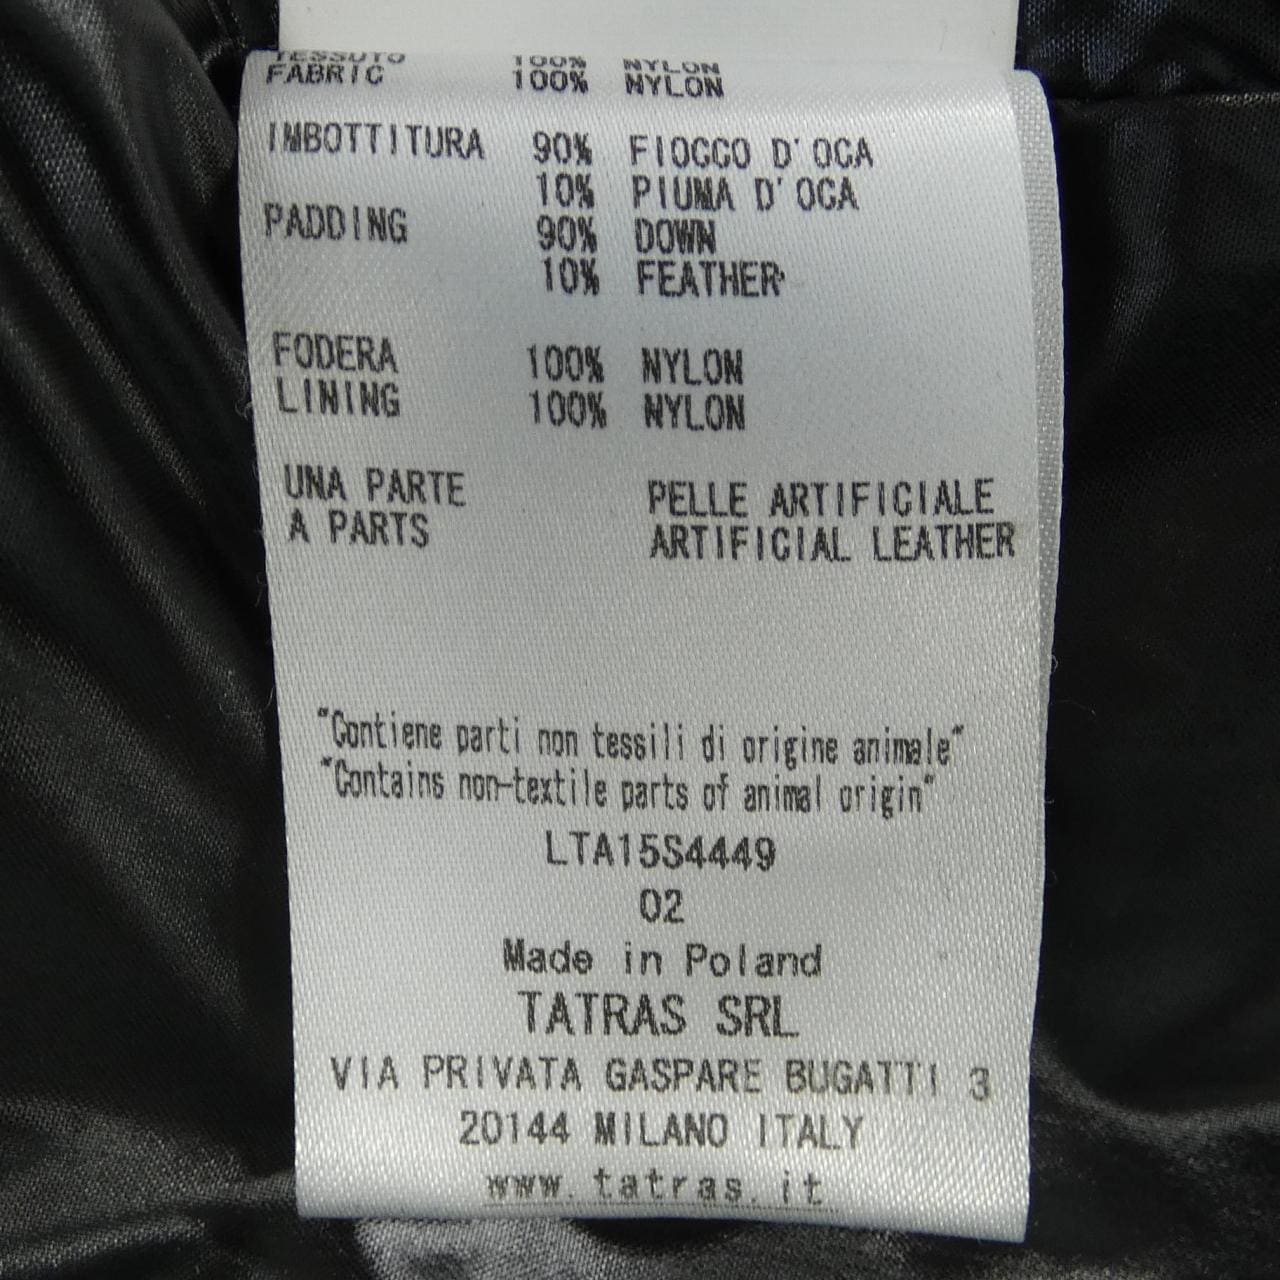 TESSUTO 100% NYLON
FABRIC 100% NYLON
IMBOTTITURA 90% FIOCCO D'OCA
10% PIUMA D'OCA
PADDING 90% DOWN
10% FEATHER
FODERA 100% NYLON
LINING 100% NYLON
UNA PARTE PELLE ARTIFICIALE
A PARTS ARTIFICIAL LEATHER
"Contiene parti non tessili di origine animale"
"Contains non-textile parts of animal origin"
LTA15S4449
02
Made in Poland
TATRAS SRL
VIA PRIVATA GASPARE BUGATTI 3
20144 MILANO ITALY
www.tatras.it